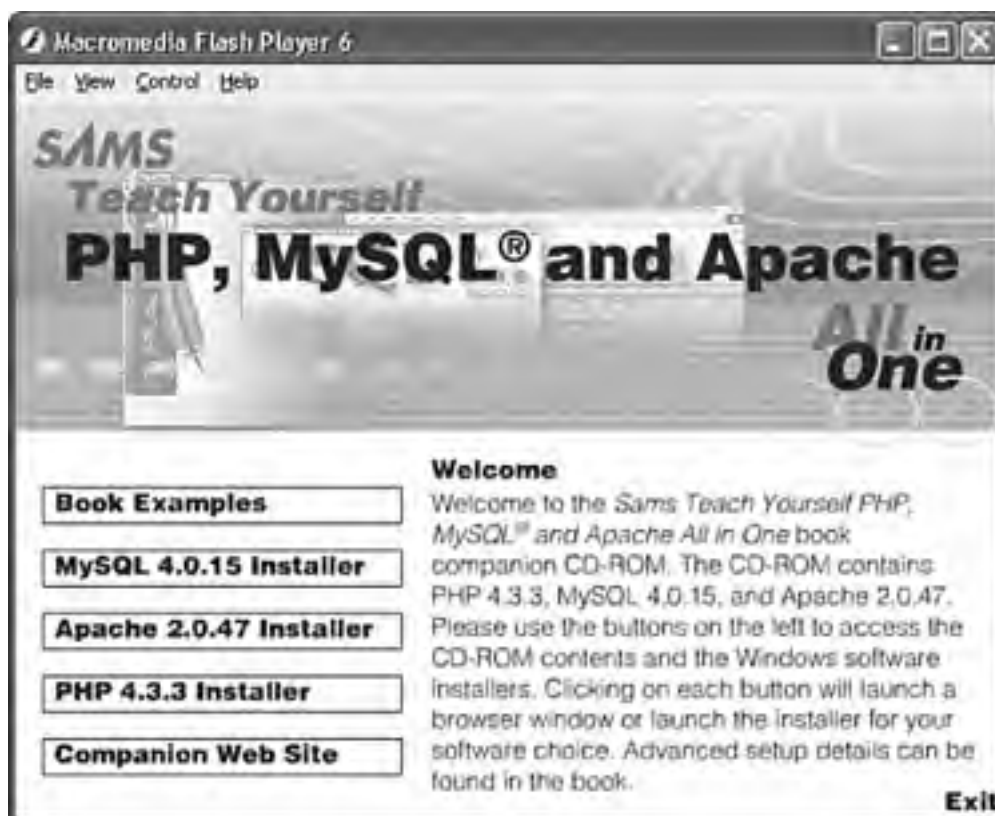 Macromedia Flash Player 6
File View Control Help
SAMS
Teach Yourself
PHP, MySQL® and Apache
All in
One
Book Examples
MySQL 4.0.15 Installer
Apache 2.0.47 Installer
PHP 4.3.3 Installer
Companion Web Site
Welcome
Welcome to the Sams Teach Yourself PHP,
MySQL® and Apache All in One book
companion CD-ROM. The CD-ROM contains
PHP 4.3.3, MySQL 4.0.15, and Apache 2.0.47.
Please use the buttons on the left to access the
CD-ROM contents and the Windows software
installers. Clicking on each button will launch a
browser window or launch the installer for your
software choice. Advanced setup details can be
found in the book.
Exit